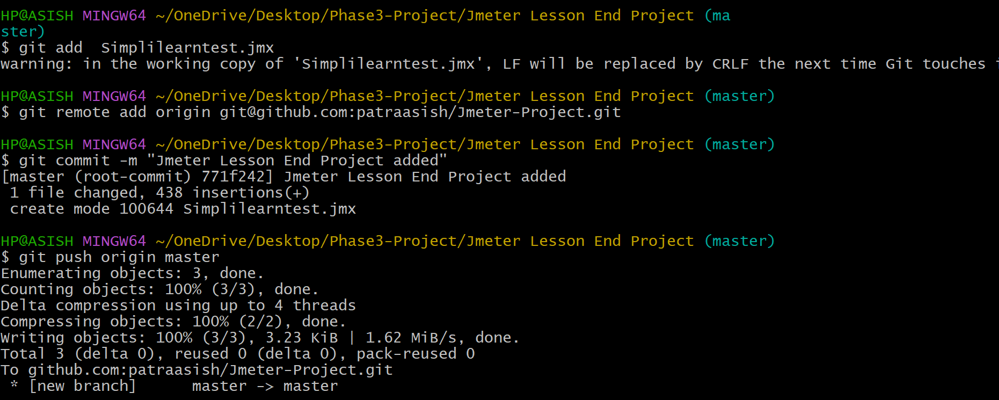 HP@ASISH MINGW64 ~/OneDrive/Desktop/Phase3-Project/Jmeter Lesson End Project (ma
ster)
$ git add  Simplilearntest.jmx
warning: in the working copy of 'Simplilearntest.jmx', LF will be replaced by CRLF the next time Git touches
HP@ASISH MINGW64 ~/OneDrive/Desktop/Phase3-Project/Jmeter Lesson End Project (master)
$ git remote add origin git@github.com:patraasish/Jmeter-Project.git
HP@ASISH MINGW64 ~/OneDrive/Desktop/Phase3-Project/Jmeter Lesson End Project (master)
$ git commit -m "Jmeter Lesson End Project added"
[master (root-commit) 771f242] Jmeter Lesson End Project added
 1 file changed, 438 insertions(+)
 create mode 100644 Simplilearntest.jmx
HP@ASISH MINGW64 ~/OneDrive/Desktop/Phase3-Project/Jmeter Lesson End Project (master)
$ git push origin master
Enumerating objects: 3, done.
Counting objects: 100% (3/3), done.
Delta compression using up to 4 threads
Compressing objects: 100% (2/2), done.
Writing objects: 100% (3/3), 3.23 KiB | 1.62 MiB/s, done.
Total 3 (delta 0), reused 0 (delta 0), pack-reused 0
To github.com:patraasish/Jmeter-Project.git
 * [new branch]      master -> master